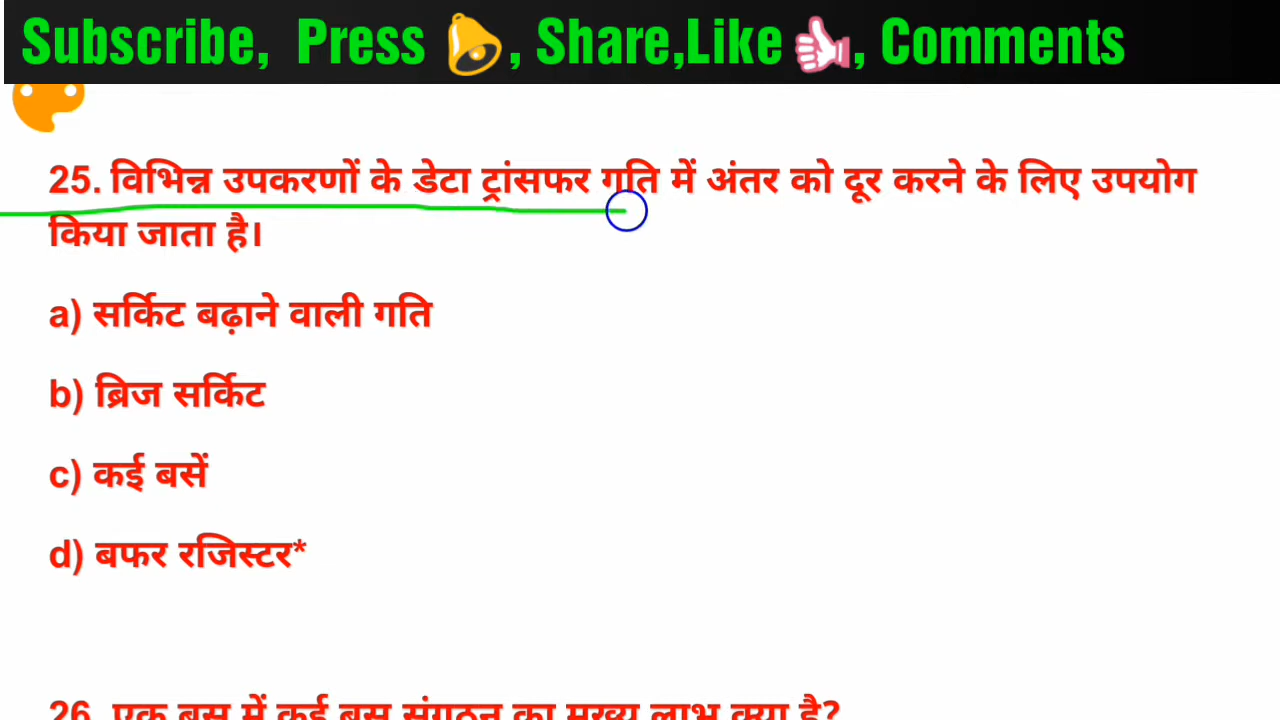 Subscribe, Press 🔔, Share,Like 👍, Comments
25. विभिन्न उपकरणों के डेटा ट्रांसफर गति में अंतर को दूर करने के लिए उपयोग
किया जाता है।
a) सर्किट बढ़ाने वाली गति
b) ब्रिज सर्किट
c) कई बसें
d) बफर रजिस्टर*
26. एक बस में कई बस संगठन का मुख्य लाभ क्या है?